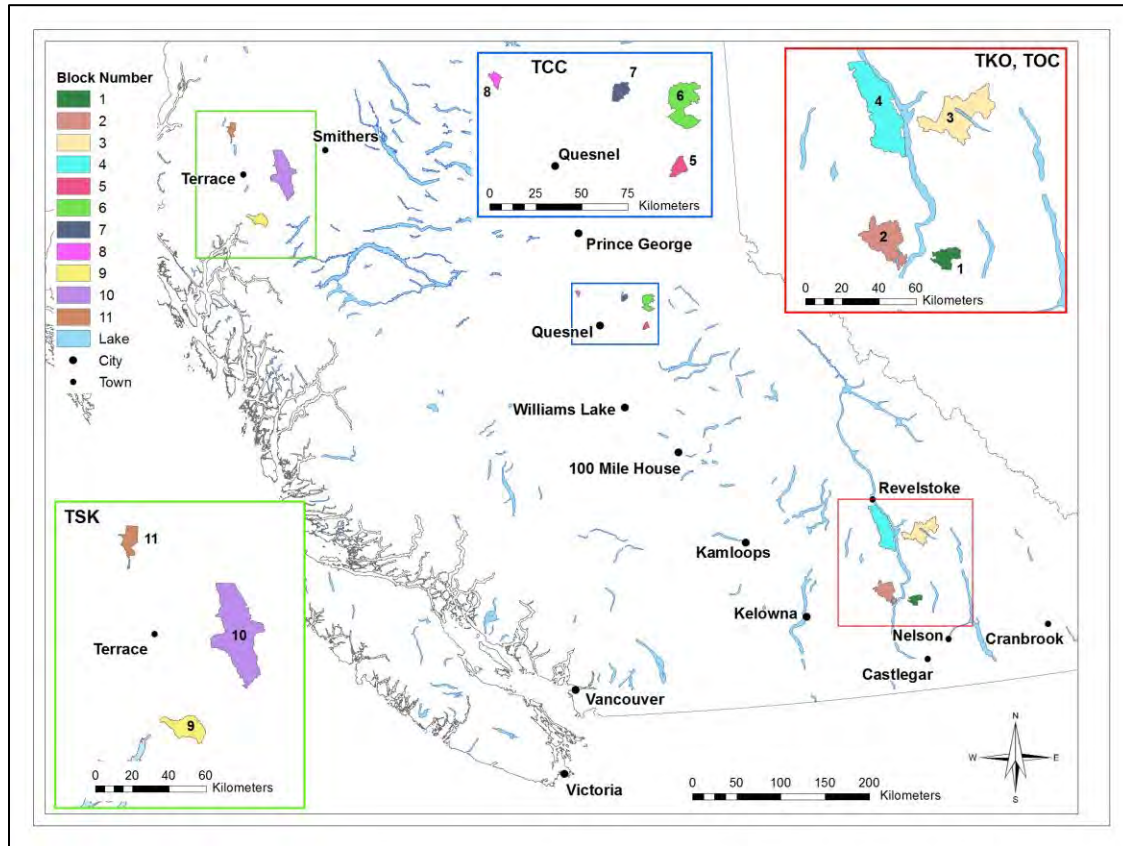 Block Number
1
2
3
4
5
6
7
8
9
10
11
Lake
City
Town
Smithers
Terrace
TCC
8
7
6
5
Quesnel
0 25 50 75
Kilometers
TKO, TOC
4
3
2
1
0 20 40 60
Kilometers
Prince George
Quesnel
Williams Lake
100 Mile House
Revelstoke
Kamloops
Kelowna
Nelson
Cranbrook
Castlegar
Vancouver
Victoria
TSK
11
Terrace
10
9
0 20 40 60
Kilometers
N
W E
S
0 50 100 150 200
Kilometers